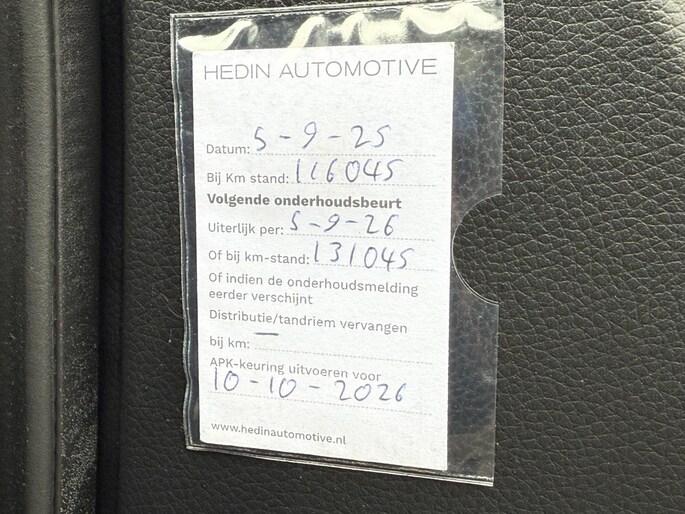 HEDIN AUTOMOTIVE
Datum: 5-9-25
Bij Km stand: 116045
Volgende onderhoudsbeurt
Uiterlijk per: 5-9-26
Of bij km-stand: 131045
Of indien de onderhoudsmelding
eerder verschijnt
Distributie/tandriem vervangen
bij km: —
APK-keuring uitvoeren voor
10-10-2026
www.hedinautomotive.nl